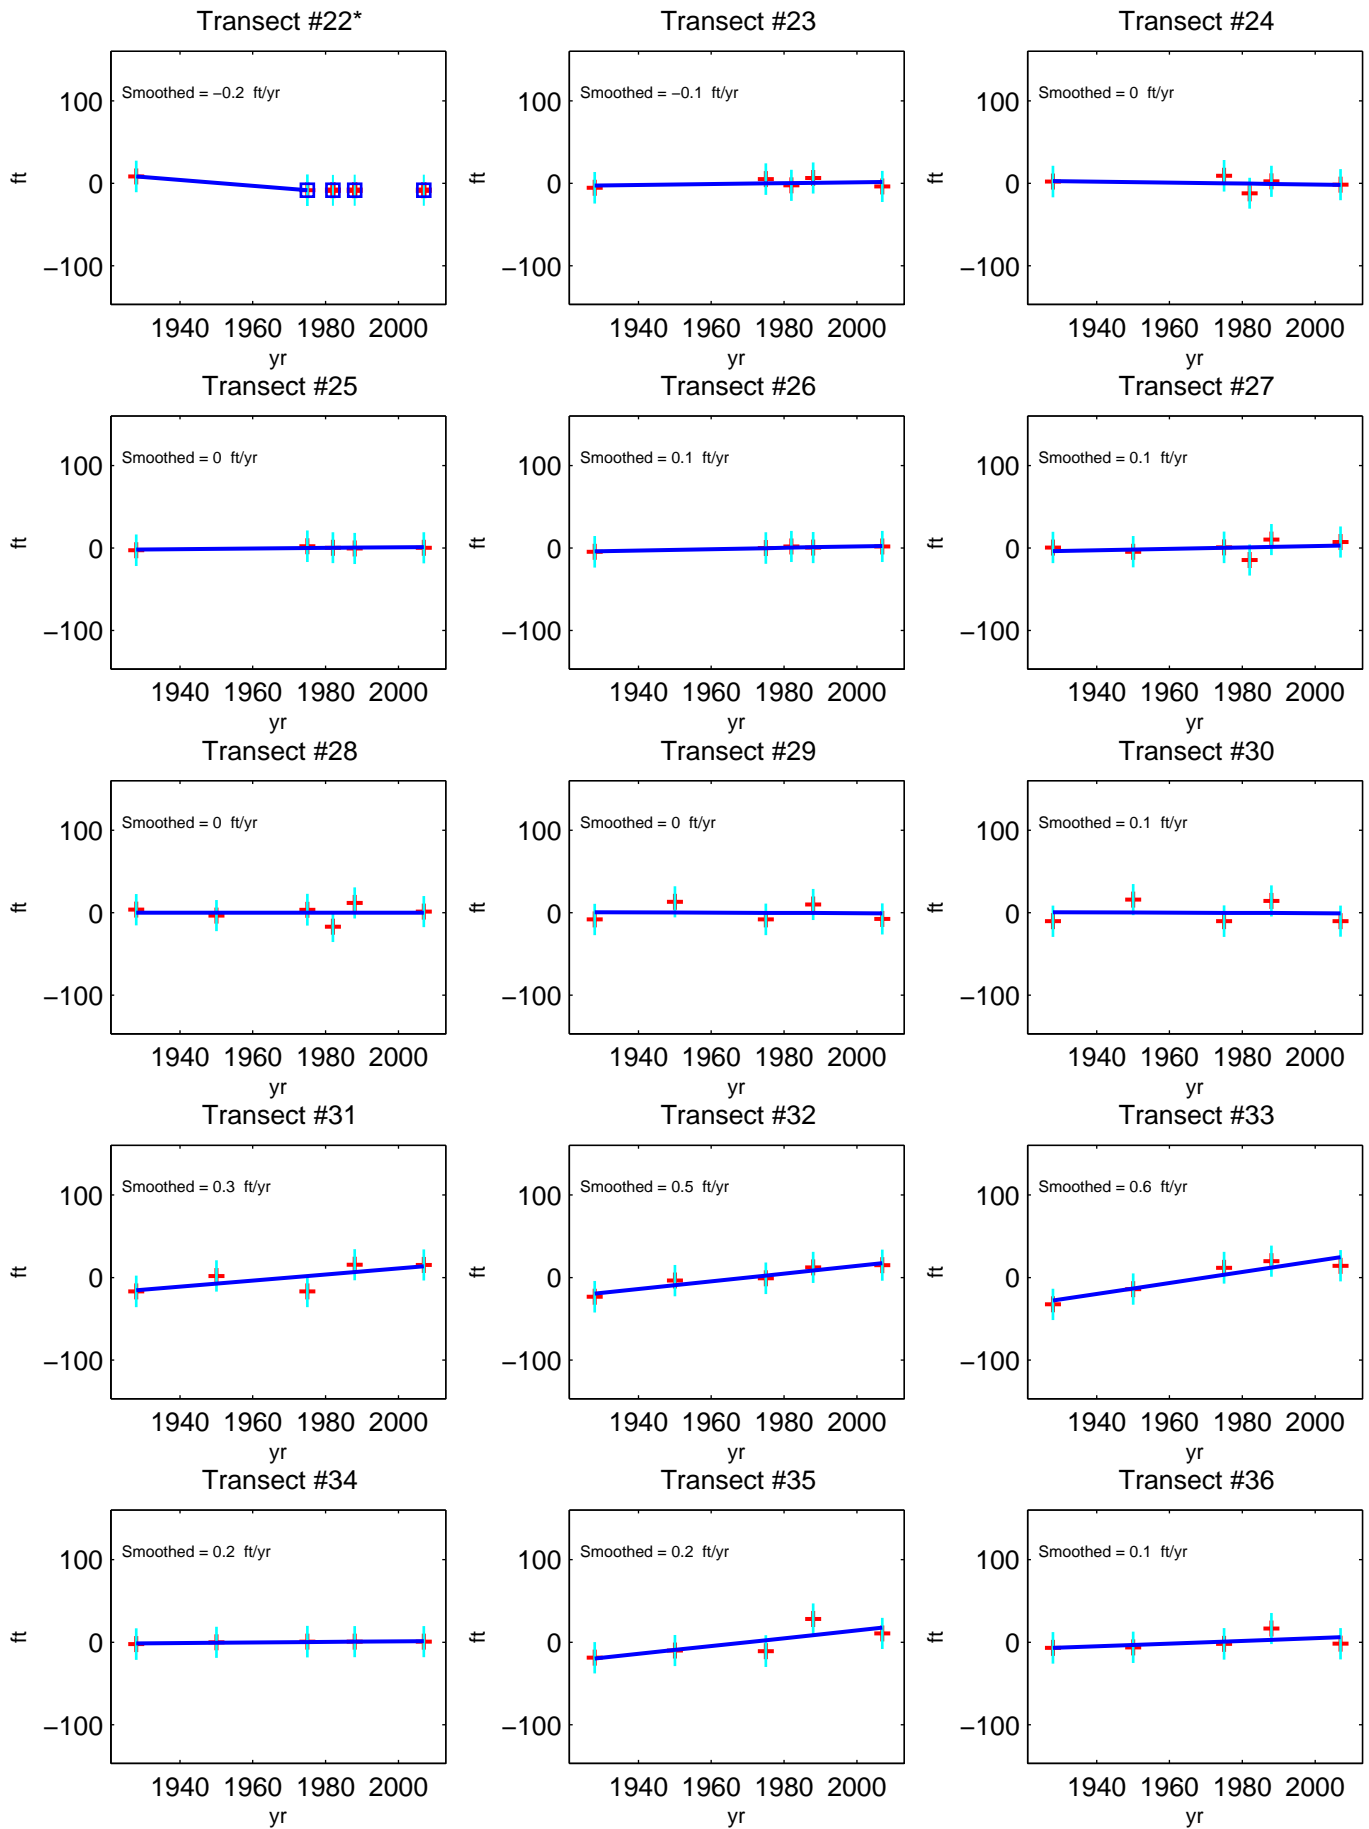 Transect #22*
Transect #23
Transect #24
Smoothed = −0.2 ft/yr
Smoothed = −0.1 ft/yr
Smoothed = 0 ft/yr
100
0
−100
ft
1940 1960 1980 2000
yr
100
0
−100
ft
1940 1960 1980 2000
yr
100
0
−100
ft
1940 1960 1980 2000
yr
Transect #25
Transect #26
Transect #27
Smoothed = 0 ft/yr
Smoothed = 0.1 ft/yr
Smoothed = 0.1 ft/yr
100
0
−100
ft
1940 1960 1980 2000
yr
100
0
−100
ft
1940 1960 1980 2000
yr
100
0
−100
ft
1940 1960 1980 2000
yr
Transect #28
Transect #29
Transect #30
Smoothed = 0 ft/yr
Smoothed = 0 ft/yr
Smoothed = 0.1 ft/yr
100
0
−100
ft
1940 1960 1980 2000
yr
100
0
−100
ft
1940 1960 1980 2000
yr
100
0
−100
ft
1940 1960 1980 2000
yr
Transect #31
Transect #32
Transect #33
Smoothed = 0.3 ft/yr
Smoothed = 0.5 ft/yr
Smoothed = 0.6 ft/yr
100
0
−100
ft
1940 1960 1980 2000
yr
100
0
−100
ft
1940 1960 1980 2000
yr
100
0
−100
ft
1940 1960 1980 2000
yr
Transect #34
Transect #35
Transect #36
Smoothed = 0.2 ft/yr
Smoothed = 0.2 ft/yr
Smoothed = 0.1 ft/yr
100
0
−100
ft
1940 1960 1980 2000
yr
100
0
−100
ft
1940 1960 1980 2000
yr
100
0
−100
ft
1940 1960 1980 2000
yr